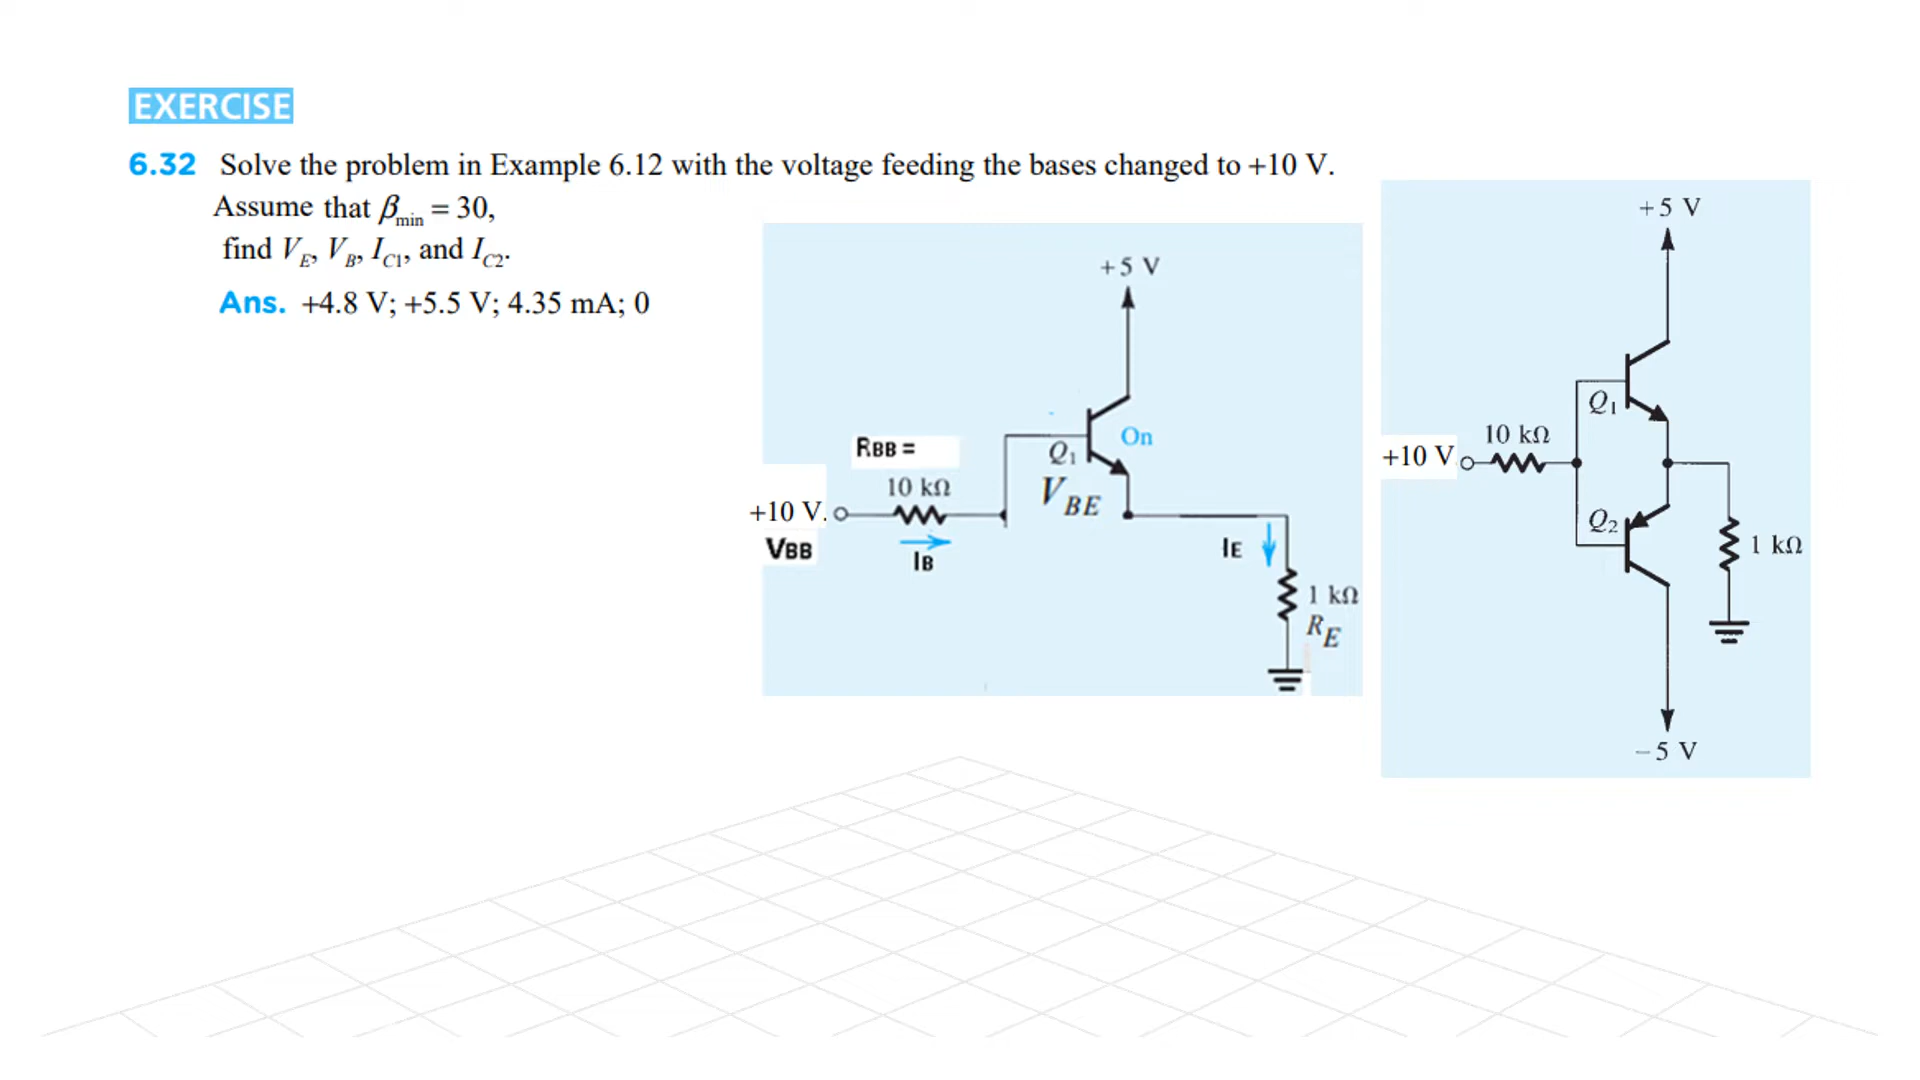 EXERCISE
6.32 Solve the problem in Example 6.12 with the voltage feeding the bases changed to +10 V.
Assume that β_min = 30,
find V_E, V_B, I_C1, and I_C2.
Ans. +4.8 V; +5.5 V; 4.35 mA; 0
+5 V
RBB =
On
Q1
10 kΩ
V_BE
+10 V.
VBB
IB
IE
1 kΩ
R_E
+5 V
Q1
10 kΩ
+10 V
Q2
1 kΩ
−5 V